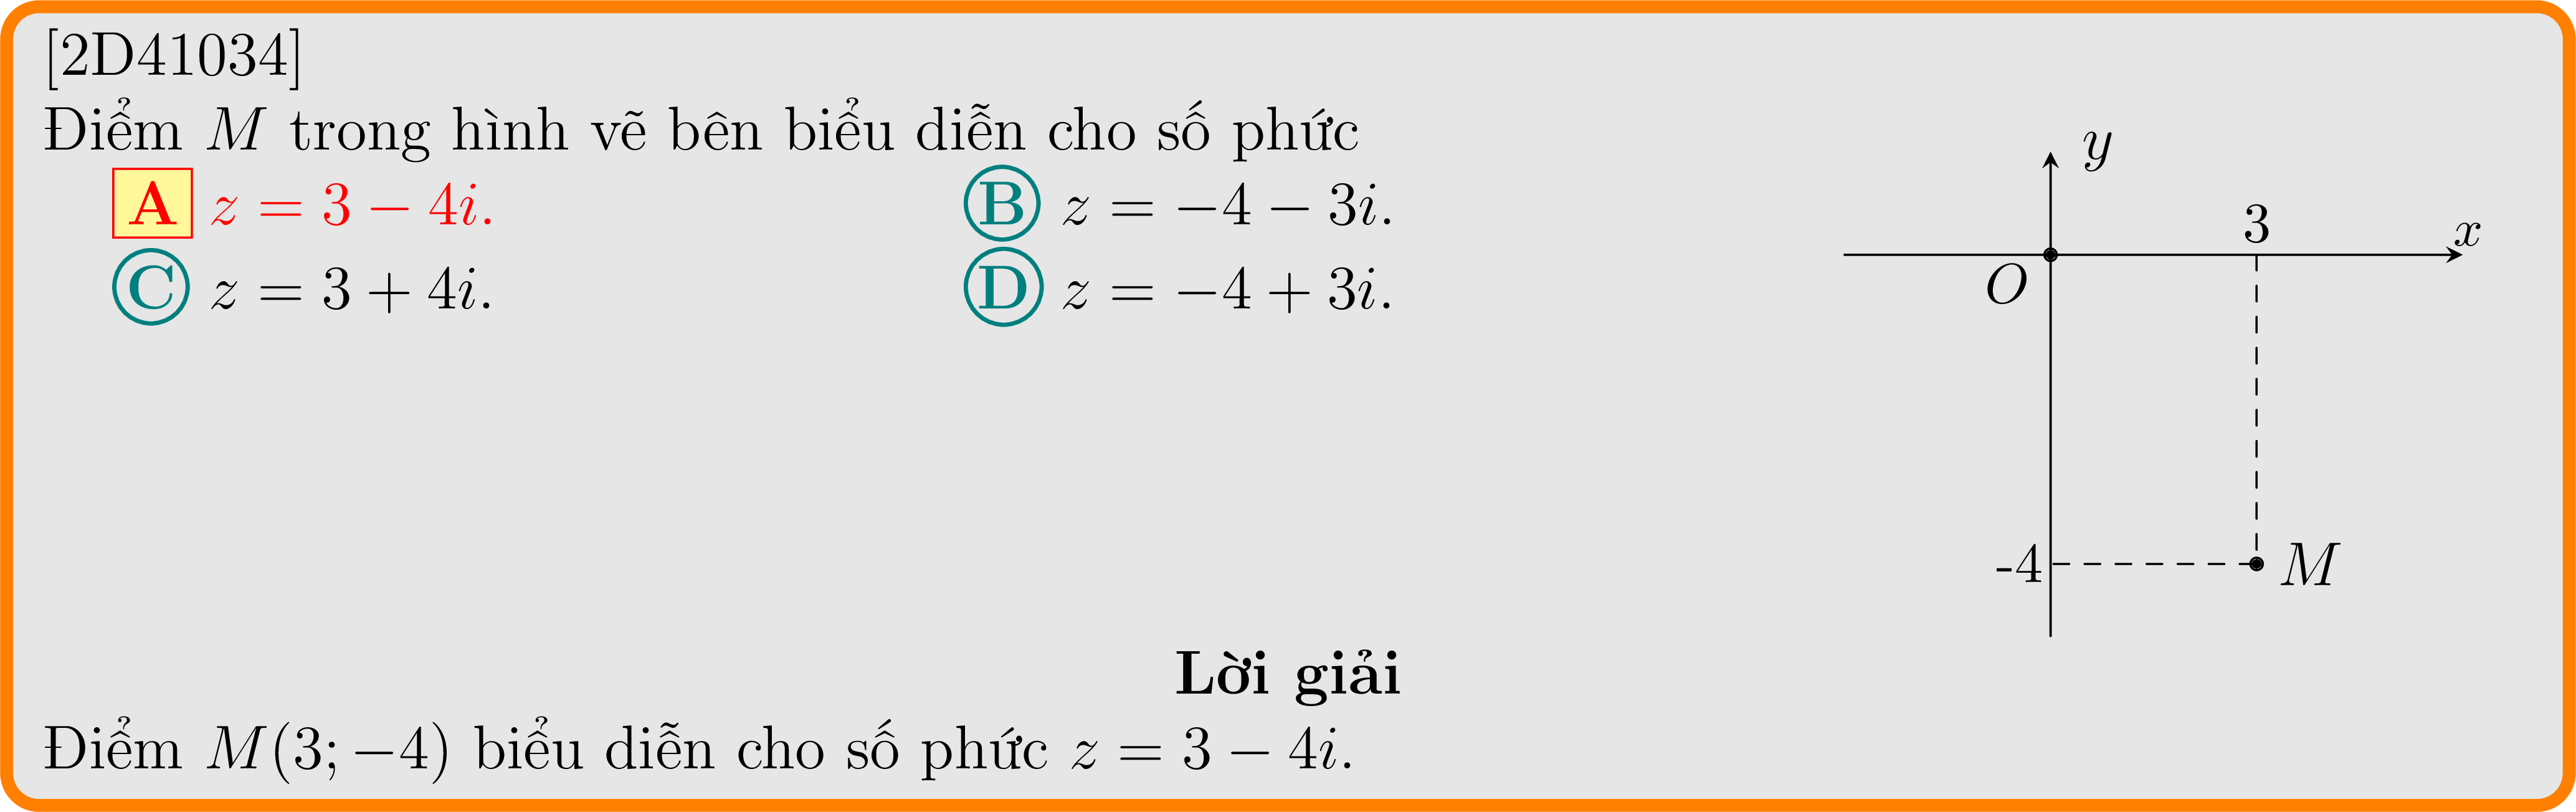 [2D41034]
Điểm M trong hình vẽ bên biểu diễn cho số phức
A z = 3 − 4i.
B z = −4 − 3i.
C z = 3 + 4i.
D z = −4 + 3i.
y
3
x
O
-4
M
Lời giải
Điểm M(3; −4) biểu diễn cho số phức z = 3 − 4i.